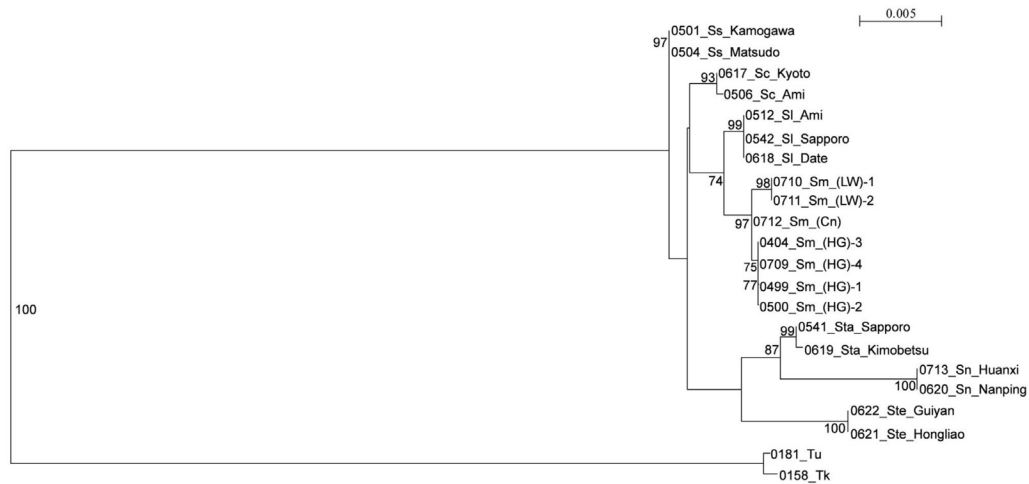 0.005
0501_Ss_Kamogawa
97
0504_Ss_Matsudo
0617_Sc_Kyoto
93
0506_Sc_Ami
0512_Sl_Ami
99
0542_Sl_Sapporo
0618_Sl_Date
74
0710_Sm_(LW)-1
98
0711_Sm_(LW)-2
97
0712_Sm_(Cn)
0404_Sm_(HG)-3
75
0709_Sm_(HG)-4
77
0499_Sm_(HG)-1
0500_Sm_(HG)-2
100
0541_Sta_Sapporo
99
87
0619_Sta_Kimobetsu
0713_Sn_Huanxi
100
0620_Sn_Nanping
0622_Ste_Guiyan
100
0621_Ste_Hongliao
0181_Tu
0158_Tk